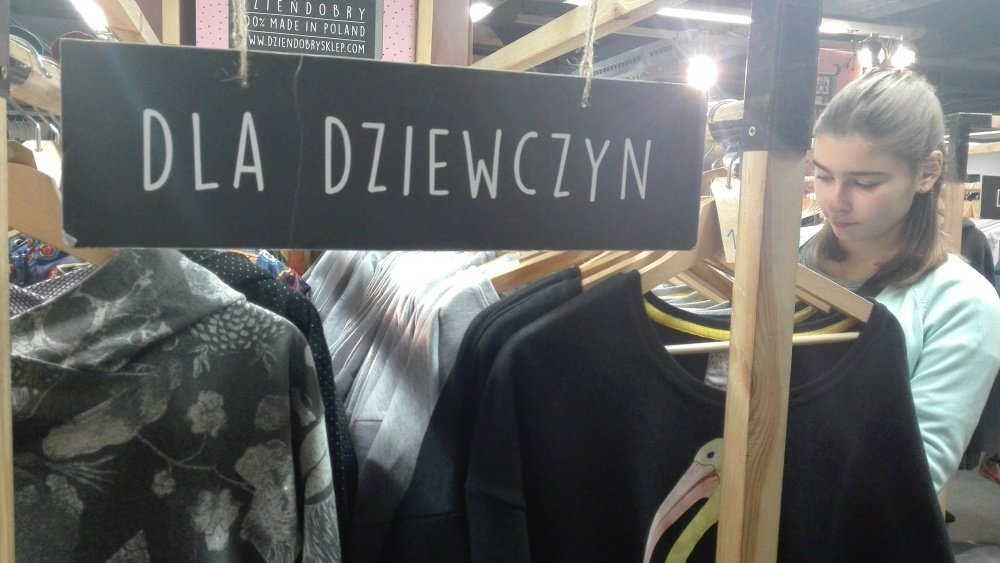 DZIENDOBRY
100% MADE IN POLAND
WWW.DZIENDOBRYSKLEP.COM
DLA DZIEWCZYN